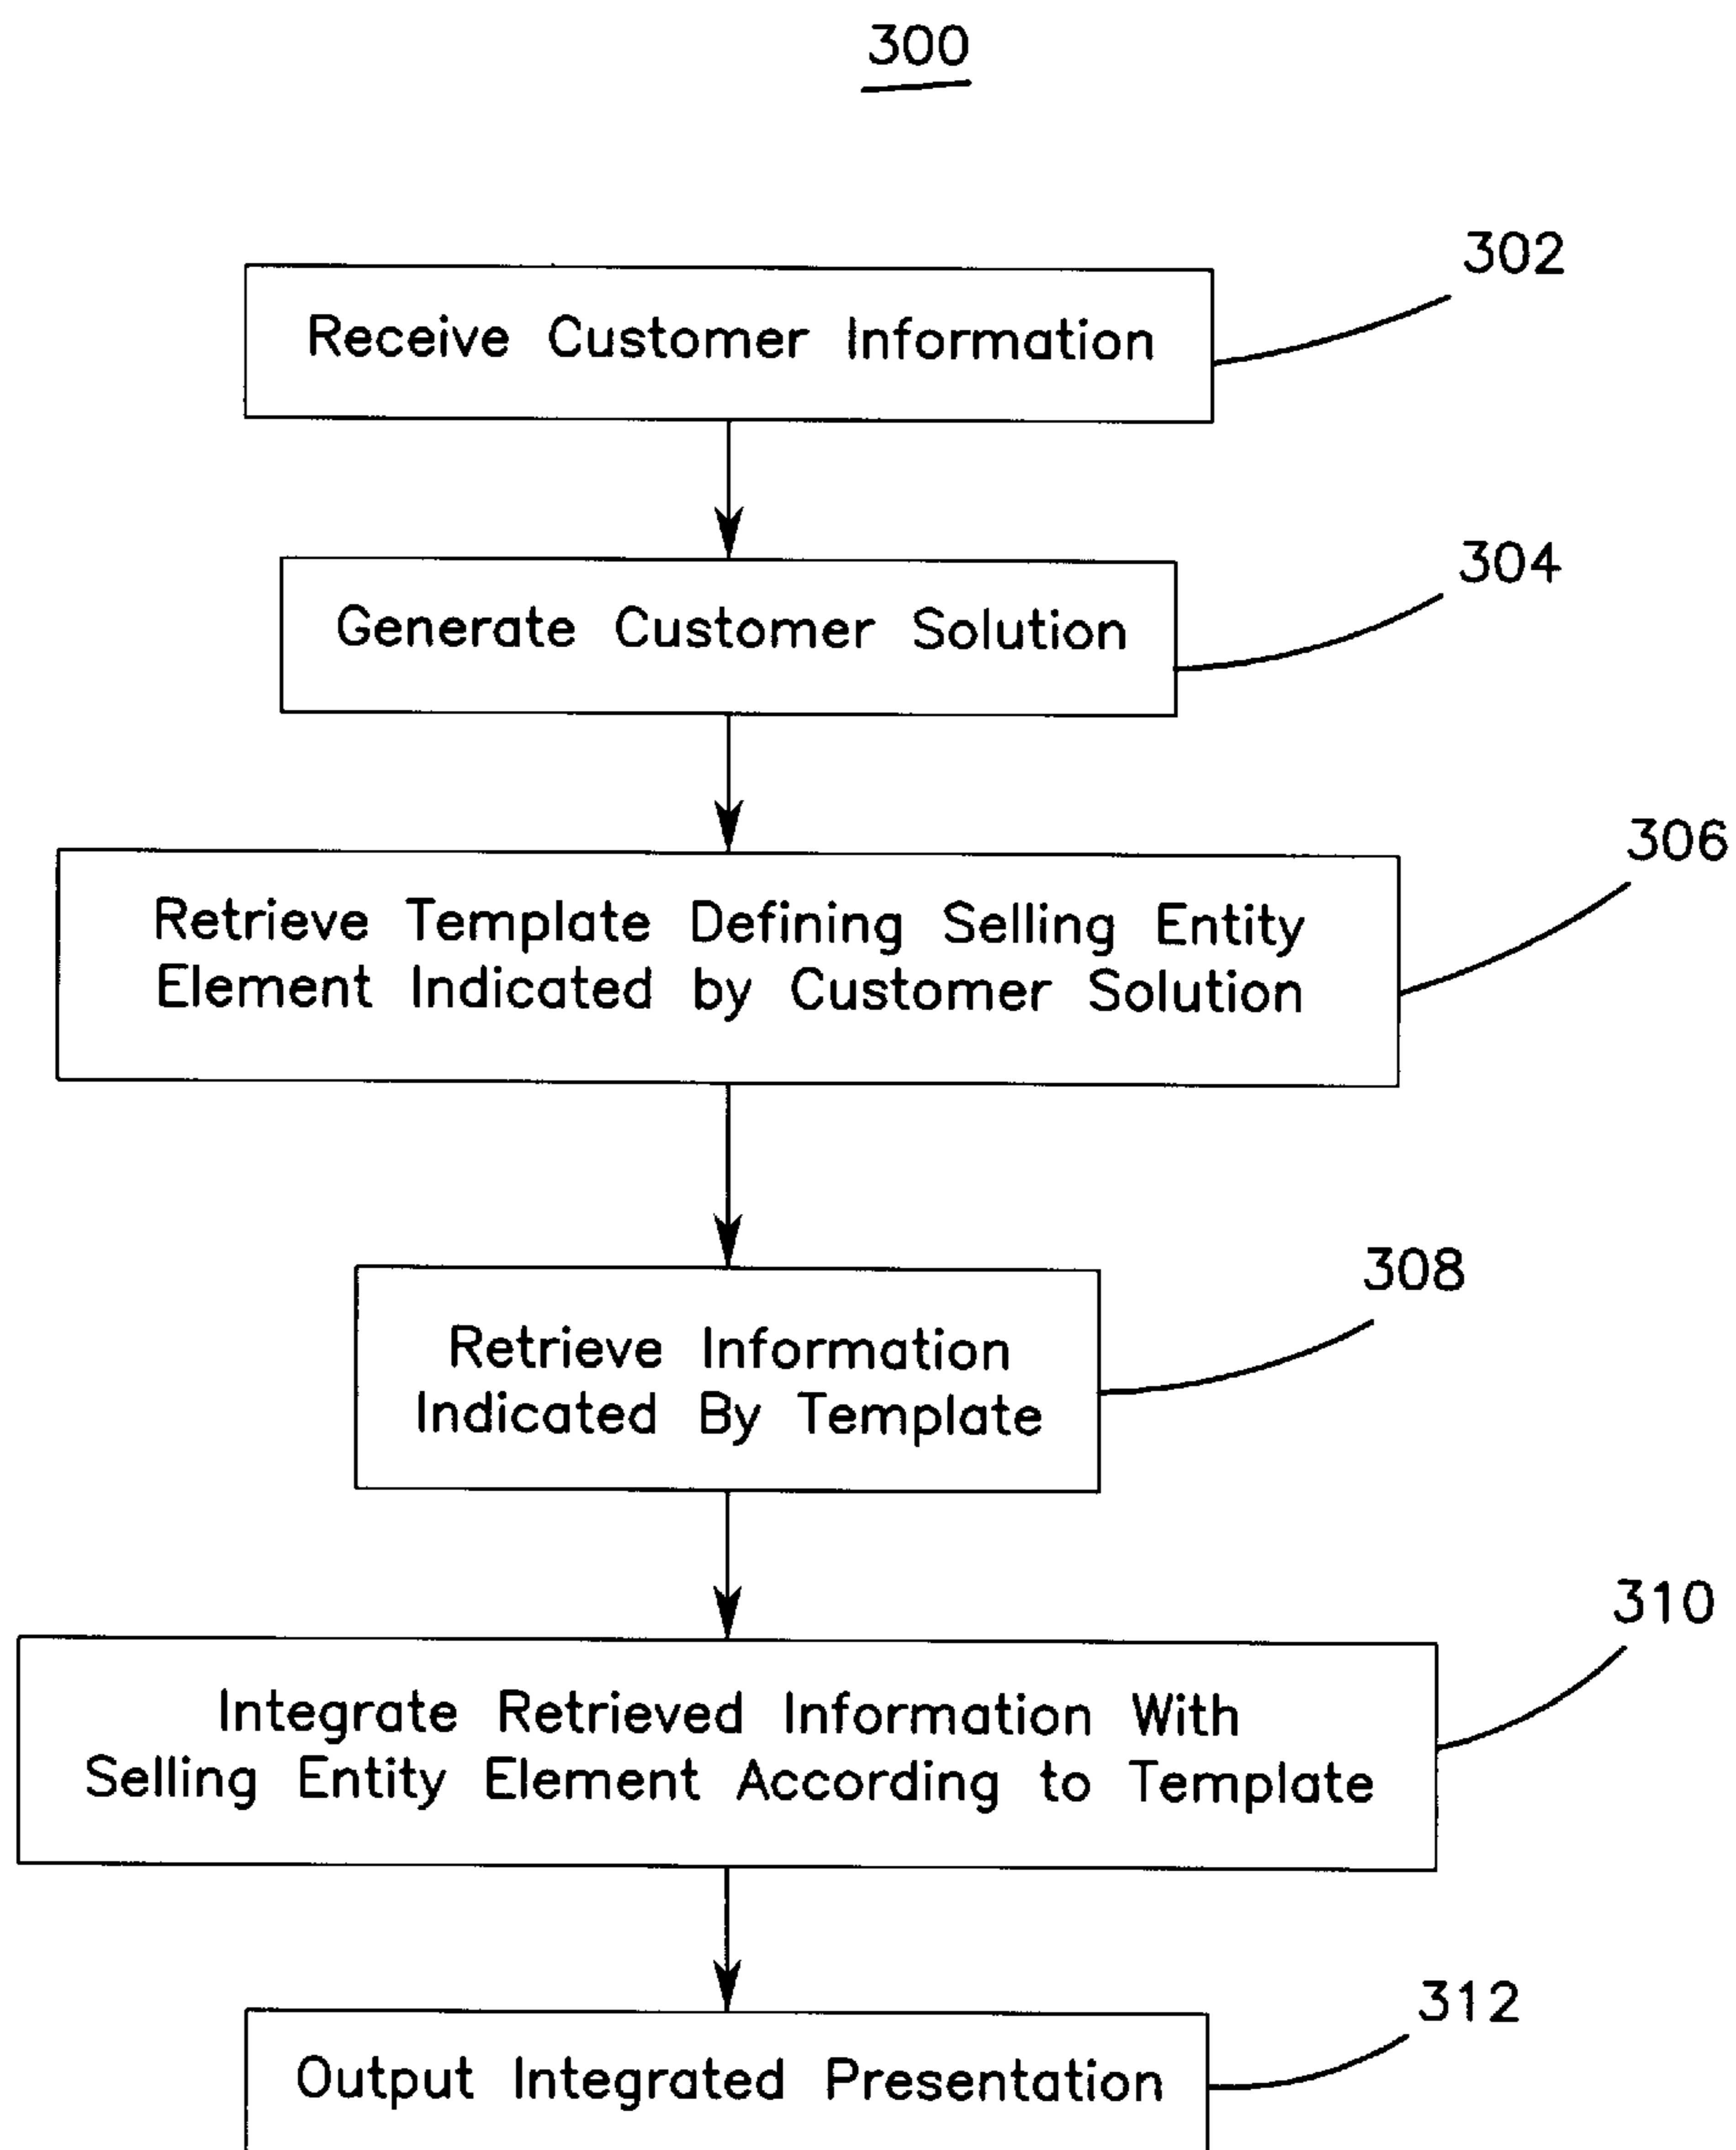 300
302
Receive Customer Information
304
Generate Customer Solution
306
Retrieve Template Defining Selling Entity
Element Indicated by Customer Solution
308
Retrieve Information
Indicated By Template
310
Integrate Retrieved Information With
Selling Entity Element According to Template
312
Output Integrated Presentation